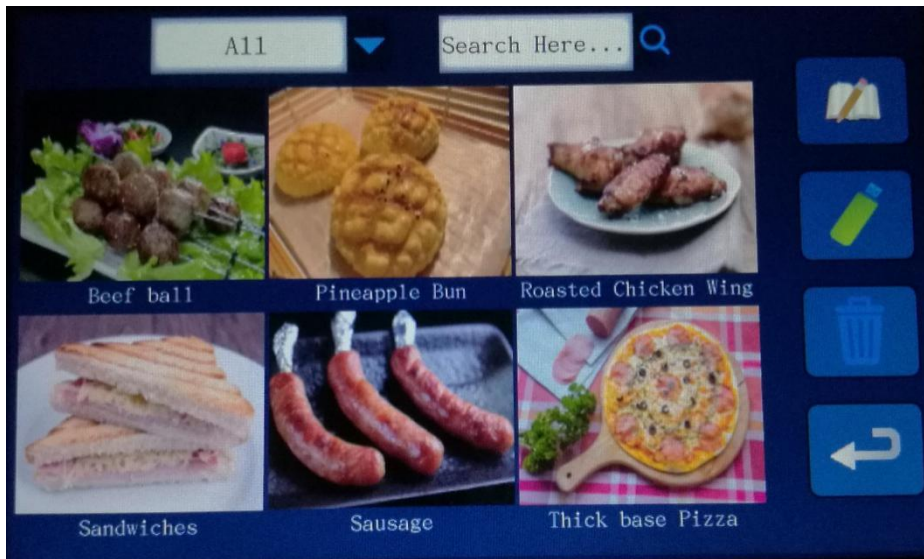 All
Search Here...
Beef ball
Pineapple Bun
Roasted Chicken Wing
Sandwiches
Sausage
Thick base Pizza